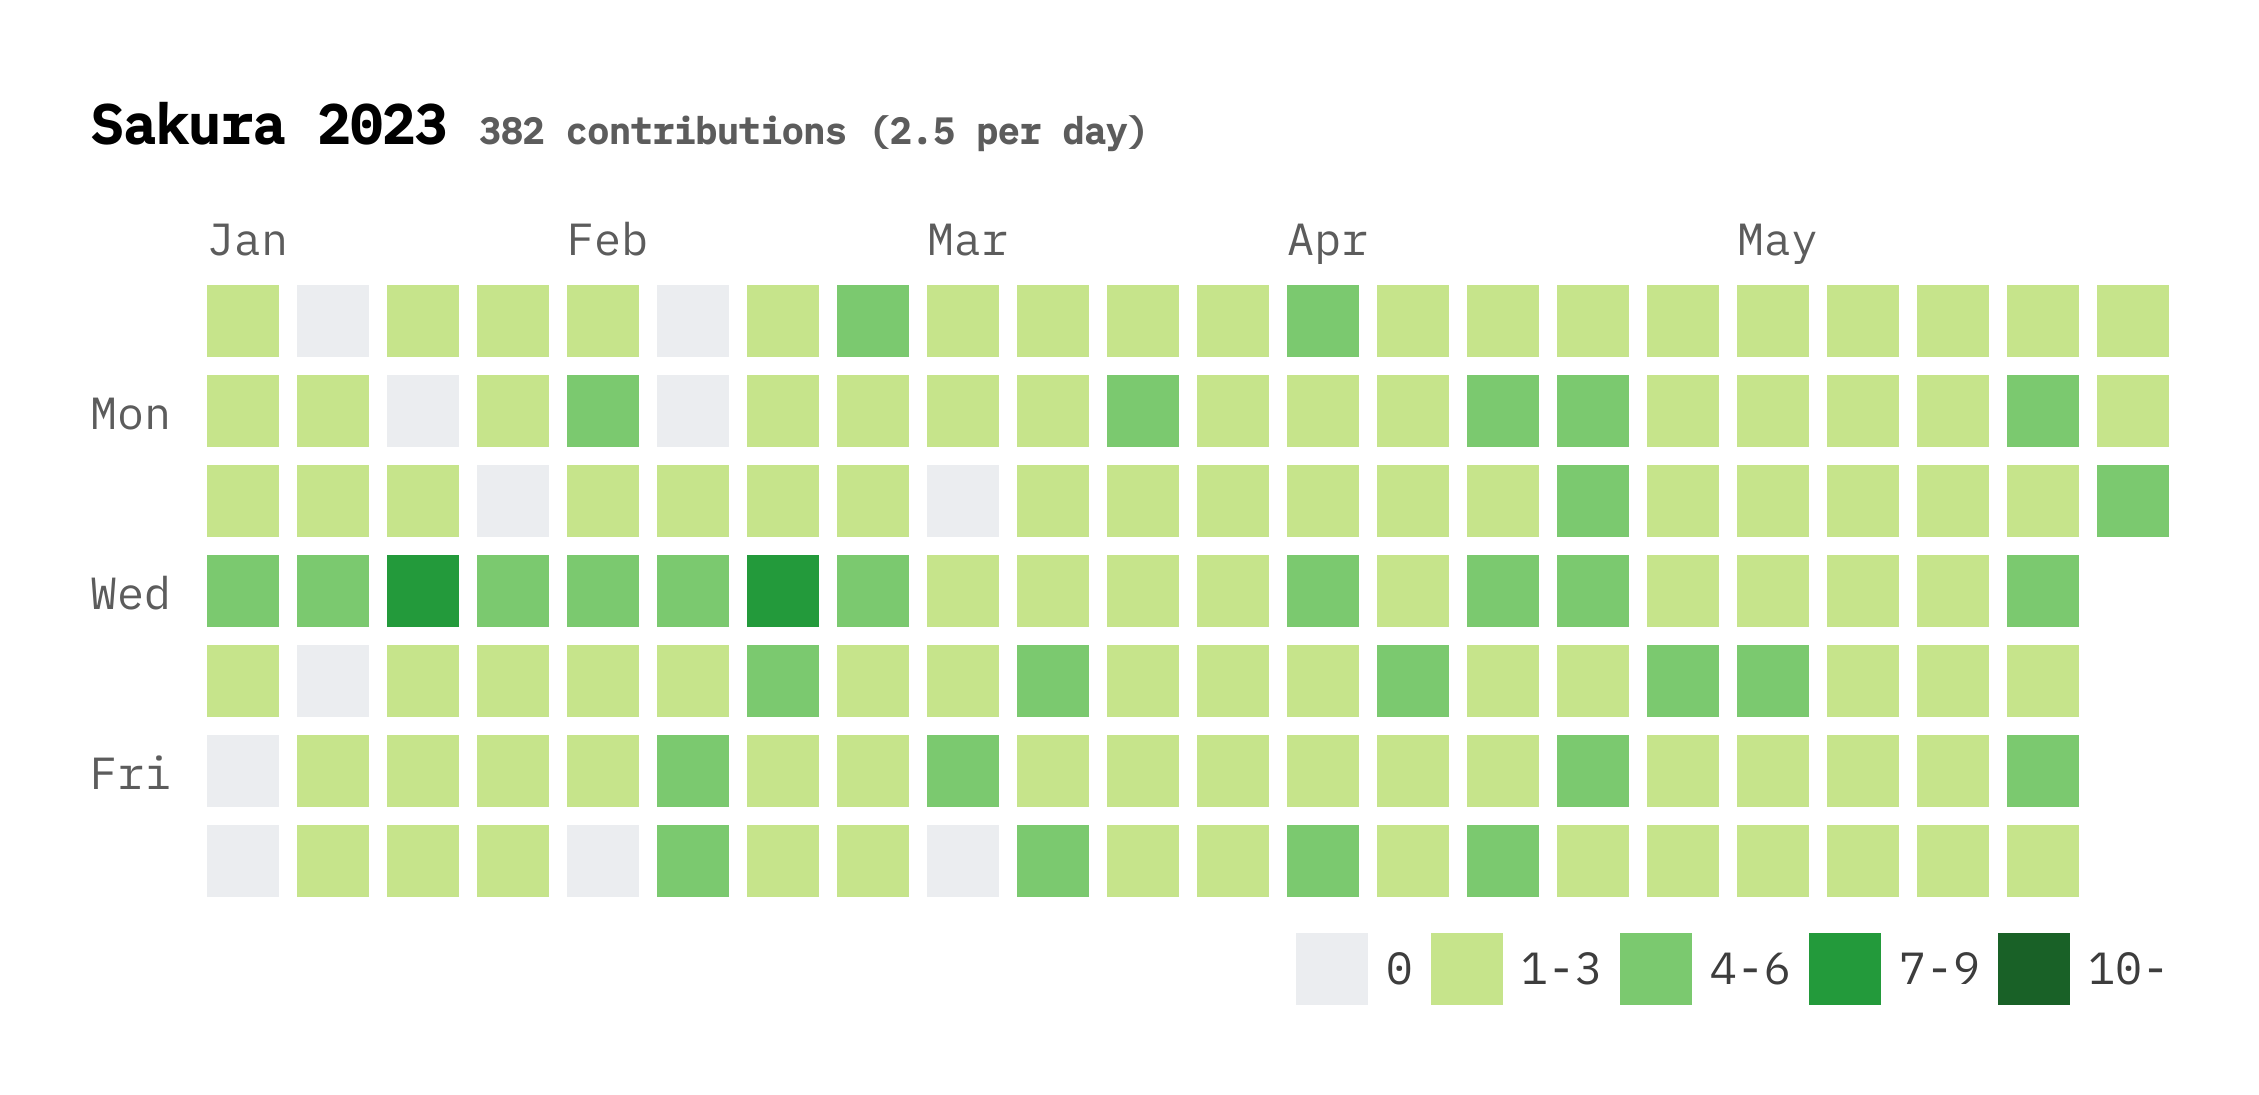 Sakura 2023 382 contributions (2.5 per day)
Jan Feb Mar Apr May
Mon
Wed
Fri
0 1-3 4-6 7-9 10-